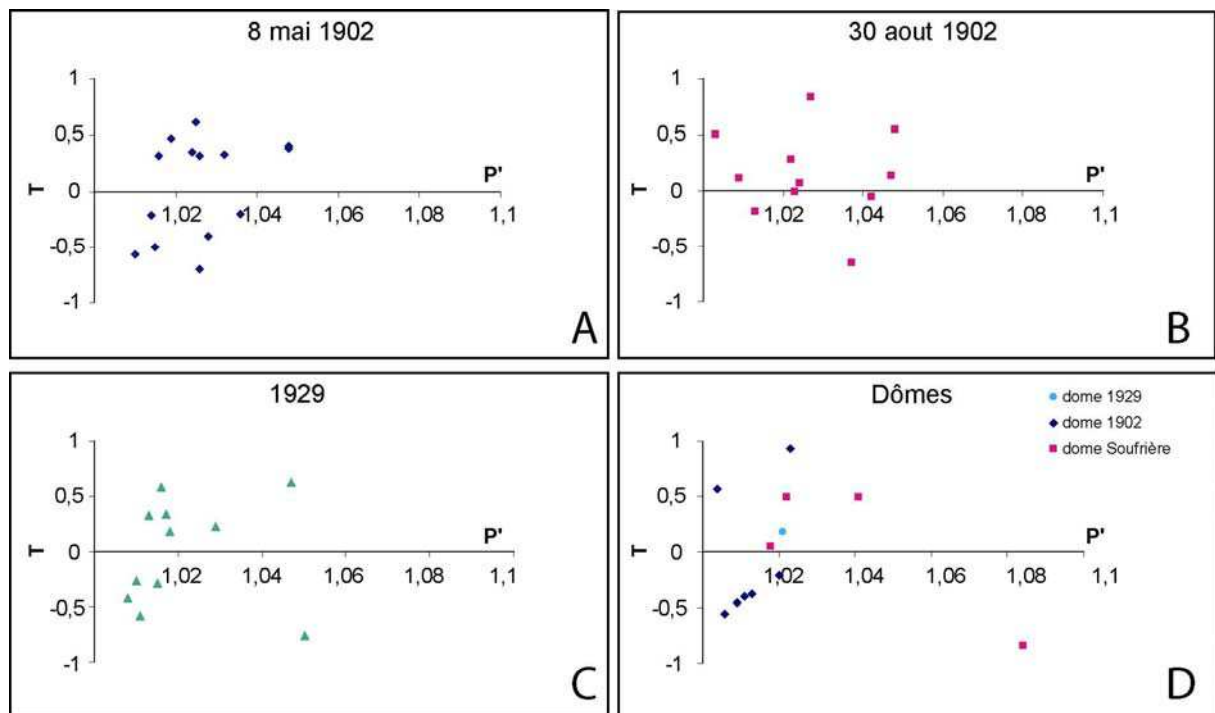 8 mai 1902
1
0,5
0
-0,5
-1
T
P'
1,02
1,04
1,06
1,08
1,1
A
30 aout 1902
1
0,5
0
-0,5
-1
T
P'
1,02
1,04
1,06
1,08
1,1
B
1929
1
0,5
0
-0,5
-1
T
P'
1,02
1,04
1,06
1,08
1,1
C
Dômes
dome 1929
dome 1902
dome Soufrière
1
0,5
0
-0,5
-1
T
P'
1,02
1,04
1,06
1,08
1,1
D